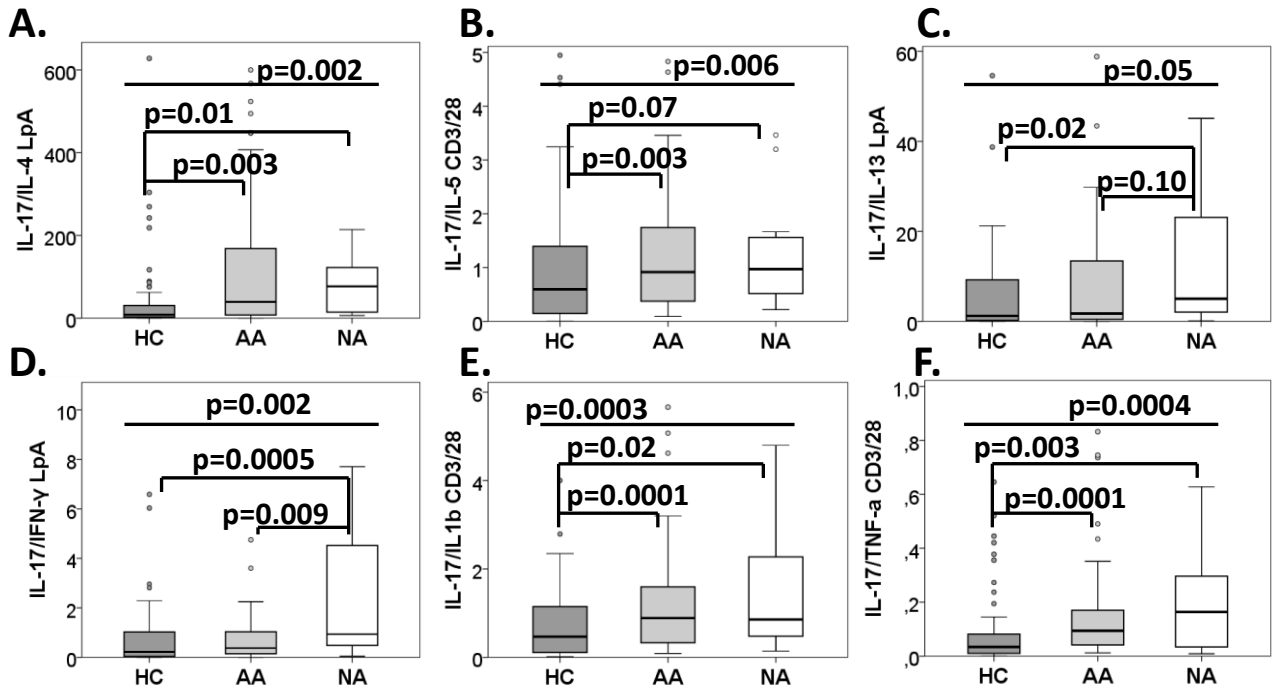 A.
IL-17/IL-4 LpA
600
400
200
0
p=0.002
p=0.01
p=0.003
HC AA NA
B.
IL-17/IL-5 CD3/28
5
4
3
2
1
0
p=0.006
p=0.07
p=0.003
HC AA NA
C.
IL-17/IL-13 LpA
60
40
20
0
p=0.05
p=0.02
p=0.10
HC AA NA
D.
IL-17/IFN-γ LpA
10
8
6
4
2
0
p=0.002
p=0.0005
p=0.009
HC AA NA
E.
IL-17/IL1b CD3/28
6
4
2
0
p=0.0003
p=0.02
p=0.0001
HC AA NA
F.
IL-17/TNF-a CD3/28
1,0
,8
,6
,4
,2
,0
p=0.0004
p=0.003
p=0.0001
HC AA NA